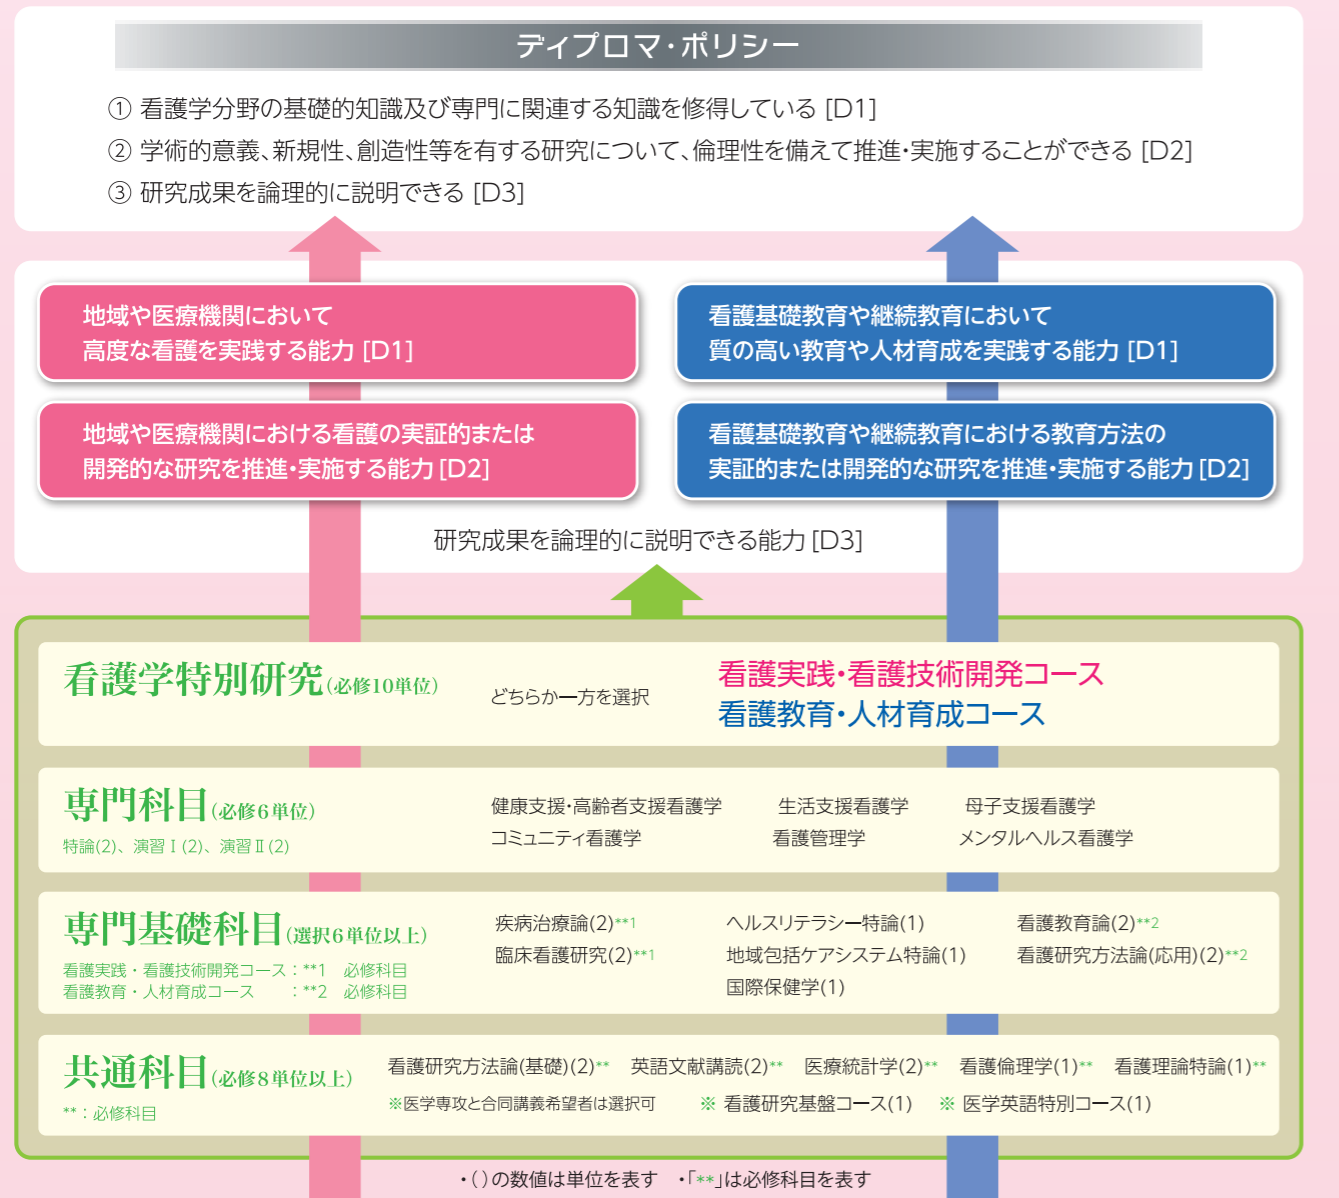 ディプロマ・ポリシー
① 看護学分野の基礎的知識及び専門に関連する知識を修得している [D1]
② 学術的意義、新規性、創造性等を有する研究について、倫理性を備えて推進・実施することができる [D2]
③ 研究成果を論理的に説明できる [D3]
地域や医療機関において
高度な看護を実践する能力 [D1]
看護基礎教育や継続教育において
質の高い教育や人材育成を実践する能力 [D1]
地域や医療機関における看護の実証的または
開発的な研究を推進・実施する能力 [D2]
看護基礎教育や継続教育における教育方法の
実証的または開発的な研究を推進・実施する能力 [D2]
研究成果を論理的に説明できる能力 [D3]
看護学特別研究(必修10単位)
どちらか一方を選択
看護実践・看護技術開発コース
看護教育・人材育成コース
専門科目(必修6単位)
特論(2)、演習Ⅰ(2)、演習Ⅱ(2)
健康支援・高齢者支援看護学 生活支援看護学 母子支援看護学
コミュニティ看護学 看護管理学 メンタルヘルス看護学
専門基礎科目(選択6単位以上)
看護実践・看護技術開発コース：**1 必修科目
看護教育・人材育成コース ：**2 必修科目
疾病治療論(2)**1 ヘルスリテラシー特論(1) 看護教育論(2)**2
臨床看護研究(2)**1 地域包括ケアシステム特論(1) 看護研究方法論(応用)(2)**2
国際保健学(1)
共通科目(必修8単位以上)
**：必修科目
看護研究方法論(基礎)(2)** 英語文献講読(2)** 医療統計学(2)** 看護倫理学(1)** 看護理論特論(1)**
※医学専攻と合同講義希望者は選択可 ※ 看護研究基盤コース(1) ※ 医学英語特別コース(1)
・( )の数値は単位を表す ・「**」は必修科目を表す